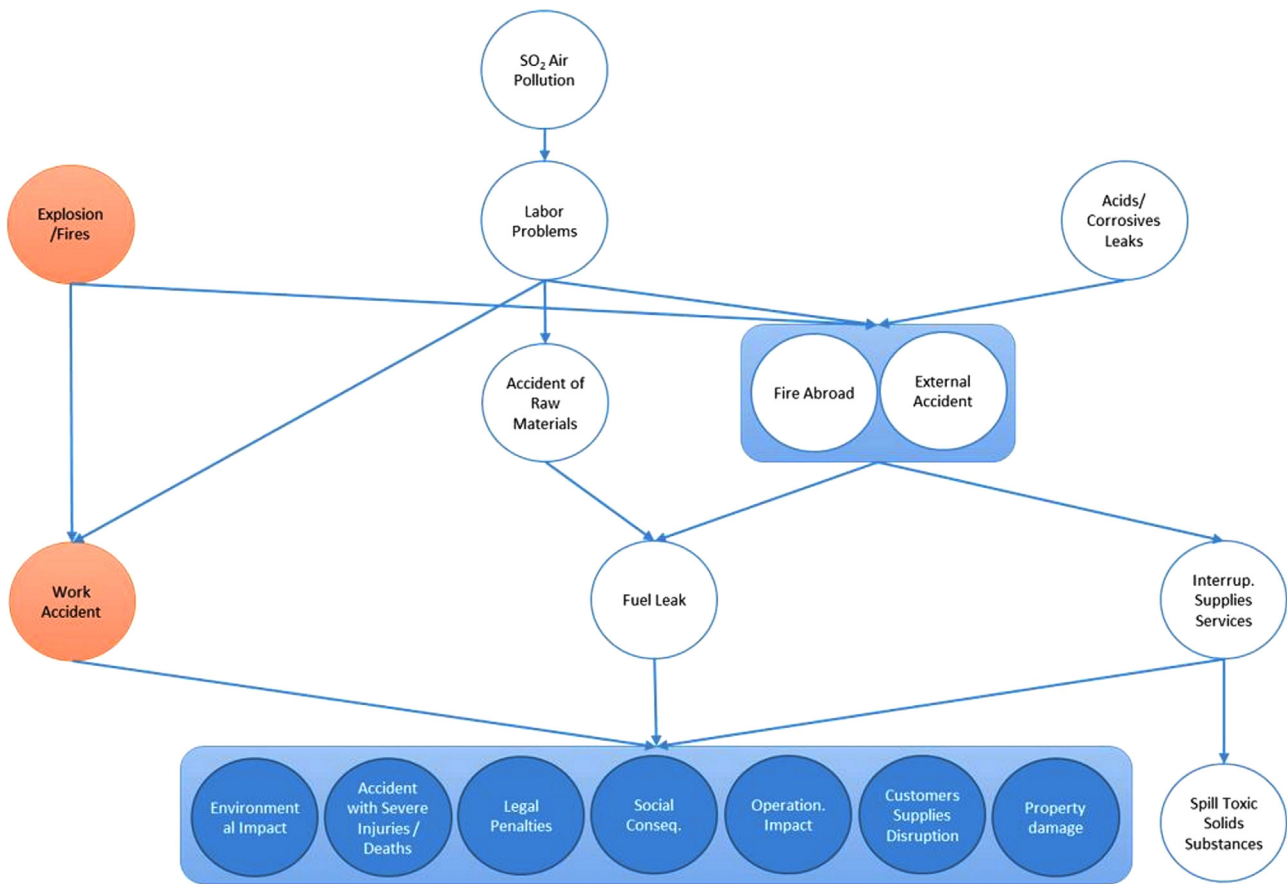 SO₂ Air
Pollution
Explosion
/Fires
Labor
Problems
Acids/
Corrosives
Leaks
Accident of
Raw
Materials
Fire Abroad
External
Accident
Work
Accident
Fuel Leak
Interrup.
Supplies
Services
Environment
al Impact
Accident
with Severe
Injuries /
Deaths
Legal
Penalties
Social
Conseq.
Operation.
Impact
Customers
Supplies
Disruption
Property
damage
Spill Toxic
Solids
Substances